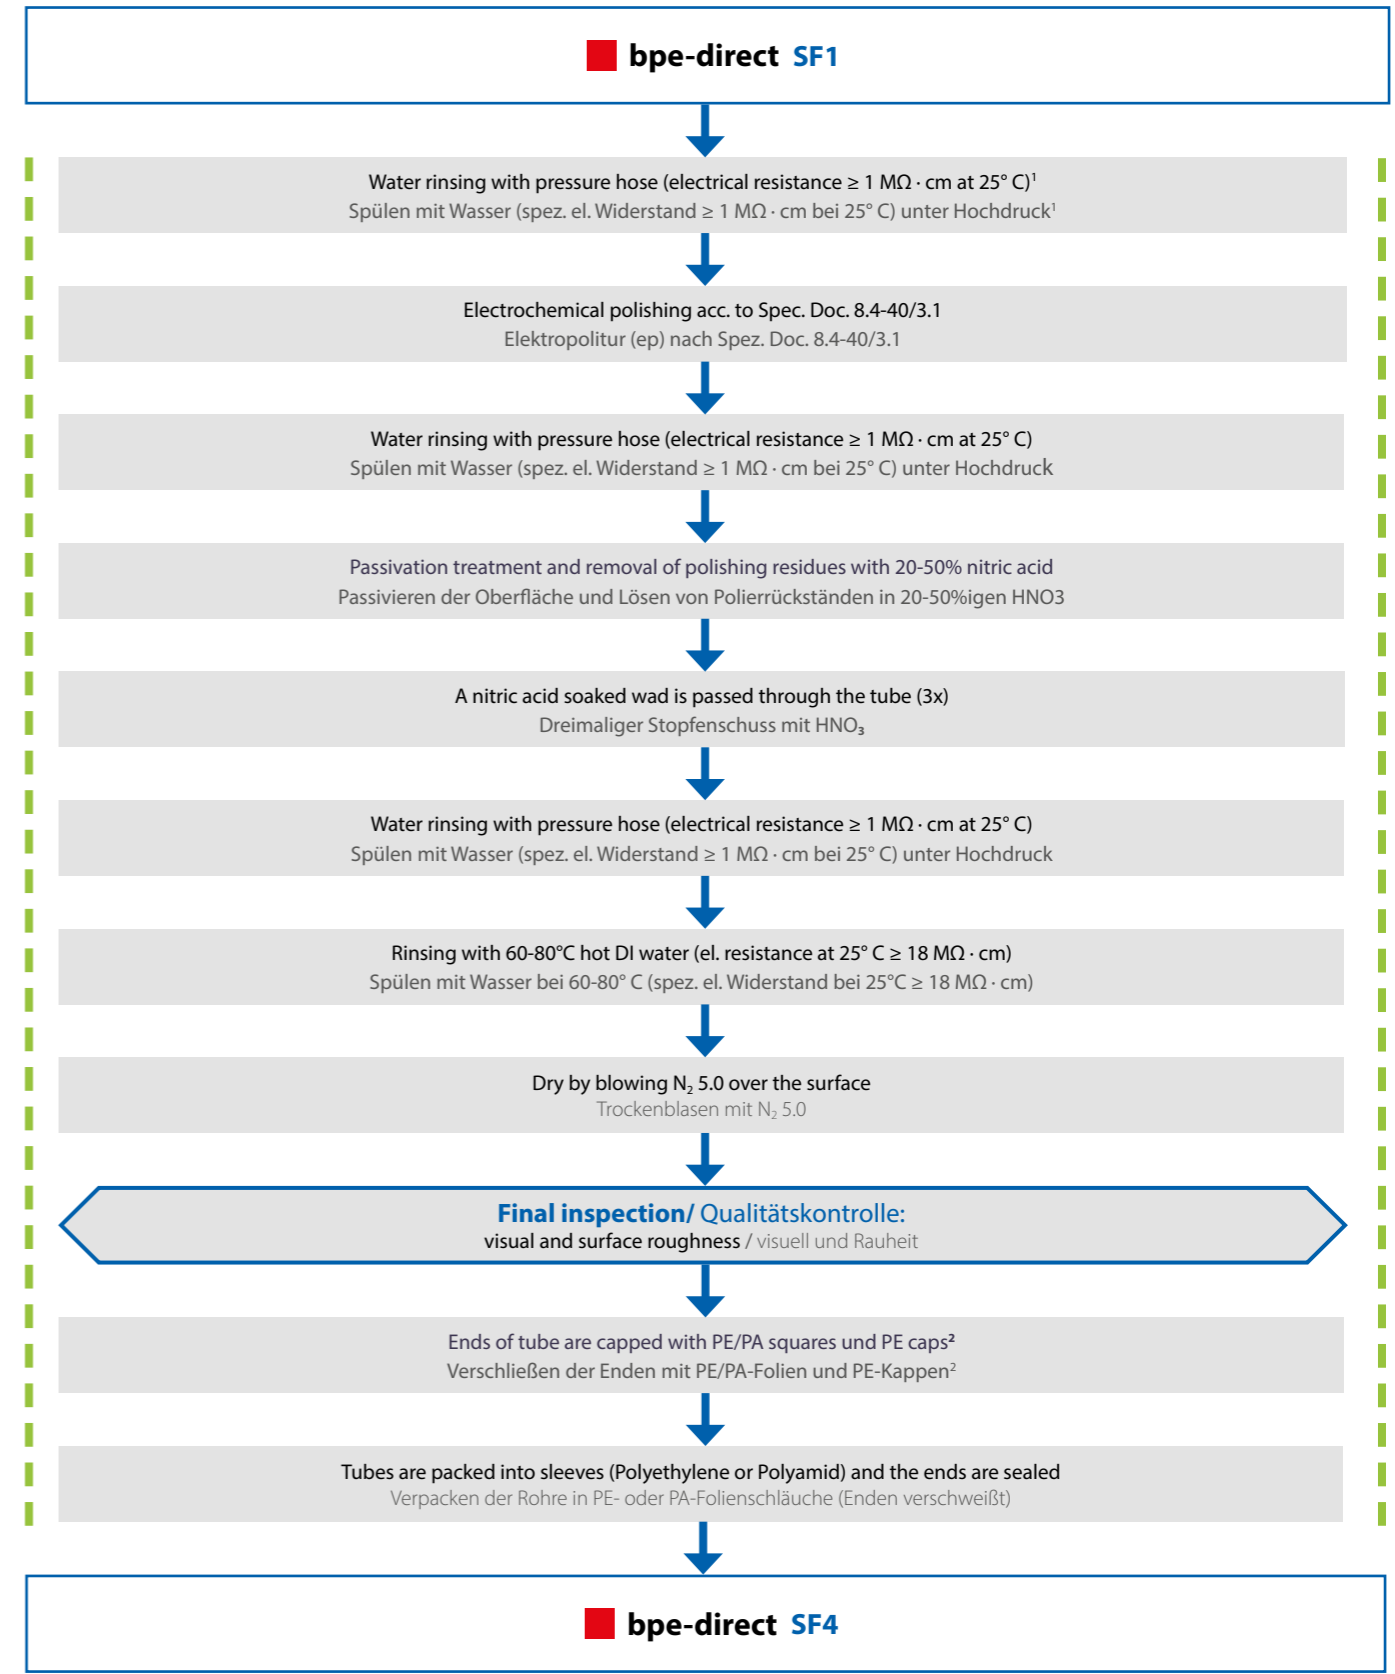 bpe-direct SF1
Water rinsing with pressure hose (electrical resistance ≥ 1 MΩ · cm at 25° C)¹
Spülen mit Wasser (spez. el. Widerstand ≥ 1 MΩ · cm bei 25° C) unter Hochdruck¹
Electrochemical polishing acc. to Spec. Doc. 8.4-40/3.1
Elektropolitur (ep) nach Spez. Doc. 8.4-40/3.1
Water rinsing with pressure hose (electrical resistance ≥ 1 MΩ · cm at 25° C)
Spülen mit Wasser (spez. el. Widerstand ≥ 1 MΩ · cm bei 25° C) unter Hochdruck
Passivation treatment and removal of polishing residues with 20-50% nitric acid
Passivieren der Oberfläche und Lösen von Polierrückständen in 20-50%igen HNO3
A nitric acid soaked wad is passed through the tube (3x)
Dreimaliger Stopfenschuss mit HNO₃
Water rinsing with pressure hose (electrical resistance ≥ 1 MΩ · cm at 25° C)
Spülen mit Wasser (spez. el. Widerstand ≥ 1 MΩ · cm bei 25° C) unter Hochdruck
Rinsing with 60-80°C hot DI water (el. resistance at 25° C ≥ 18 MΩ · cm)
Spülen mit Wasser bei 60-80° C (spez. el. Widerstand bei 25°C ≥ 18 MΩ · cm)
Dry by blowing N₂ 5.0 over the surface
Trockenblasen mit N₂ 5.0
Final inspection/ Qualitätskontrolle:
visual and surface roughness / visuell und Rauheit
Ends of tube are capped with PE/PA squares und PE caps²
Verschließen der Enden mit PE/PA-Folien und PE-Kappen²
Tubes are packed into sleeves (Polyethylene or Polyamid) and the ends are sealed
Verpacken der Rohre in PE- oder PA-Folienschläuche (Enden verschweißt)
bpe-direct SF4